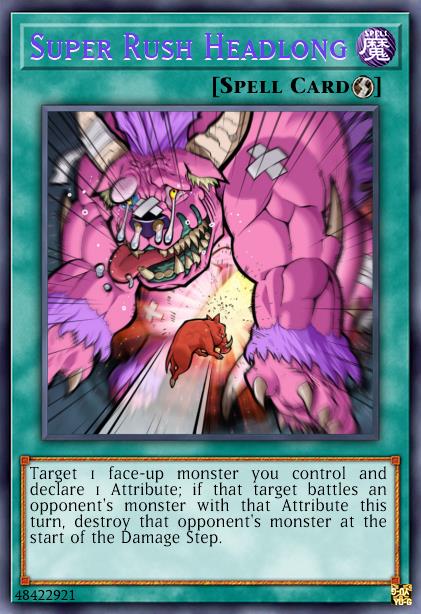 Super Rush Headlong
SPELL
魔
[Spell Card]
Target 1 face-up monster you control and
declare 1 Attribute; if that target battles an
opponent's monster with that Attribute this
turn, destroy that opponent's monster at the
start of the Damage Step.
48422921